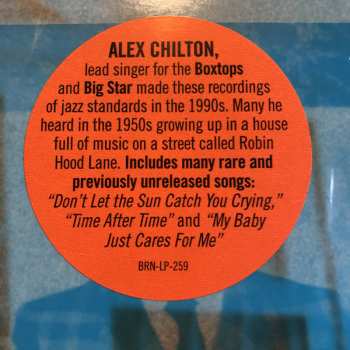 ALEX CHILTON,
lead singer for the Boxtops
and Big Star made these recordings
of jazz standards in the 1990s. Many he
heard in the 1950s growing up in a house
full of music on a street called Robin
Hood Lane. Includes many rare and
previously unreleased songs:
“Don’t Let the Sun Catch You Crying,”
“Time After Time” and “My Baby
Just Cares For Me”
BRN-LP-259